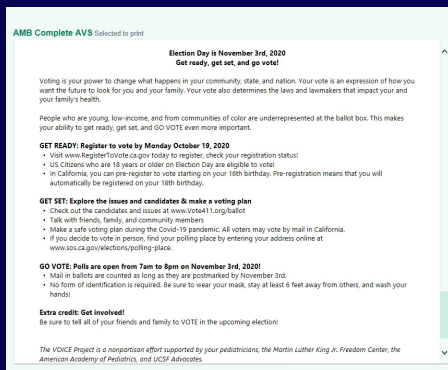 AMB Complete AVS Selected to print
Election Day is November 3rd, 2020
Get ready, get set, and go vote!
Voting is your power to change what happens in your community, state, and nation. Your vote is an expression of how you
want the future to look for you and your family. Your vote also determines the laws and lawmakers that impact your and
your family's health.
People who are young, low-income, and from communities of color are underrepresented at the ballot box. This makes
your ability to get ready, get set, and GO VOTE even more important.
GET READY: Register to vote by Monday October 19, 2020
• Visit www.RegisterToVote.ca.gov today to register, check your registration status!
• US Citizens who are 18 years or older on Election Day are eligible to vote!
• In California, you can pre-register to vote starting on your 16th birthday. Pre-registration means that you will
automatically be registered on your 18th birthday.
GET SET: Explore the issues and candidates & make a voting plan
• Check out the candidates and issues at www.Vote411.org/ballot
• Talk with friends, family, and community members
• Make a safe voting plan during the Covid-19 pandemic. All voters may vote by mail in California.
• If you decide to vote in person, find your polling place by entering your address online at
www.sos.ca.gov/elections/polling-place.
GO VOTE: Polls are open from 7am to 8pm on November 3rd, 2020!
• Mail in ballots are counted as long as they are postmarked by November 3rd.
• No form of identification is required. Be sure to wear your mask, stay at least 6 feet away from others, and wash your
hands!
Extra credit: Get involved!
Be sure to tell all of your friends and family to VOTE in the upcoming election!
The VOICE Project is a nonpartison effort supported by your pediatricians, the Martin Luther King Jr. Freedom Center, the
American Academy of Pediatrics, and UCSF Advocates.